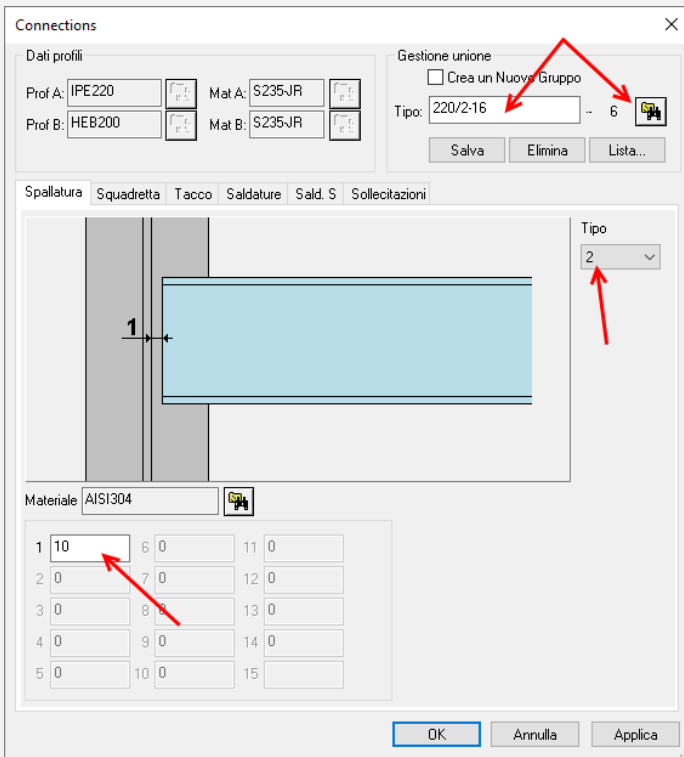 Connections
Dati profili
Prof A: IPE220 Mat A: S235-JR
Prof B: HEB200 Mat B: S235-JR
Gestione unione
Crea un Nuovo Gruppo
Tipo: 220/2-16 .. 6
Salva Elimina Lista...
Spallatura Squadretta Tacco Saldature Sald. S Sollecitazioni
Tipo
2
1
Materiale AISI304
1 10 6 0 11 0
2 0 7 0 12 0
3 0 8 0 13 0
4 0 9 0 14 0
5 0 10 0 15
OK Annulla Applica